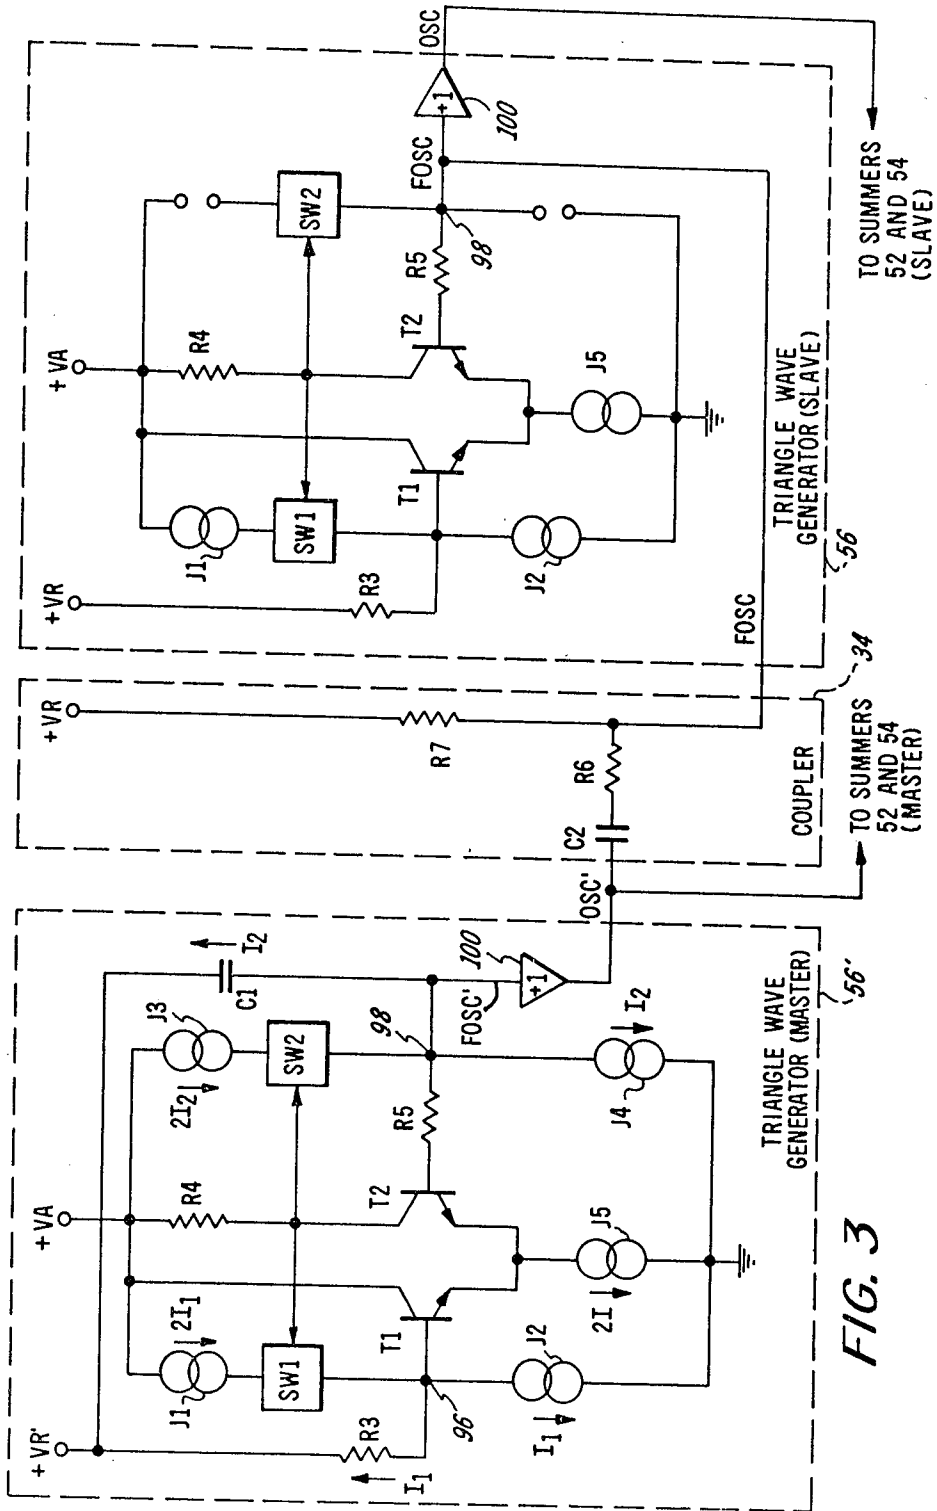 +VR'
+VA
J1
2I1
R4
2I2
J3
C1
I2
SW1
SW2
R3
I1
96
T1
T2
R5
98
FOSC'
+1
100
I1
J2
2I
J5
J4
I2
TRIANGLE WAVE
GENERATOR (MASTER)
56'
OSC'
C2
R6
R7
+VR
COUPLER
34
TO SUMMERS
52 AND 54
(MASTER)
FOSC
+VR
+VA
J1
R4
SW1
SW2
R3
T1
T2
R5
98
FOSC
+1
100
OSC
J2
J5
TRIANGLE WAVE
GENERATOR (SLAVE)
56
TO SUMMERS
52 AND 54
(SLAVE)
FIG. 3